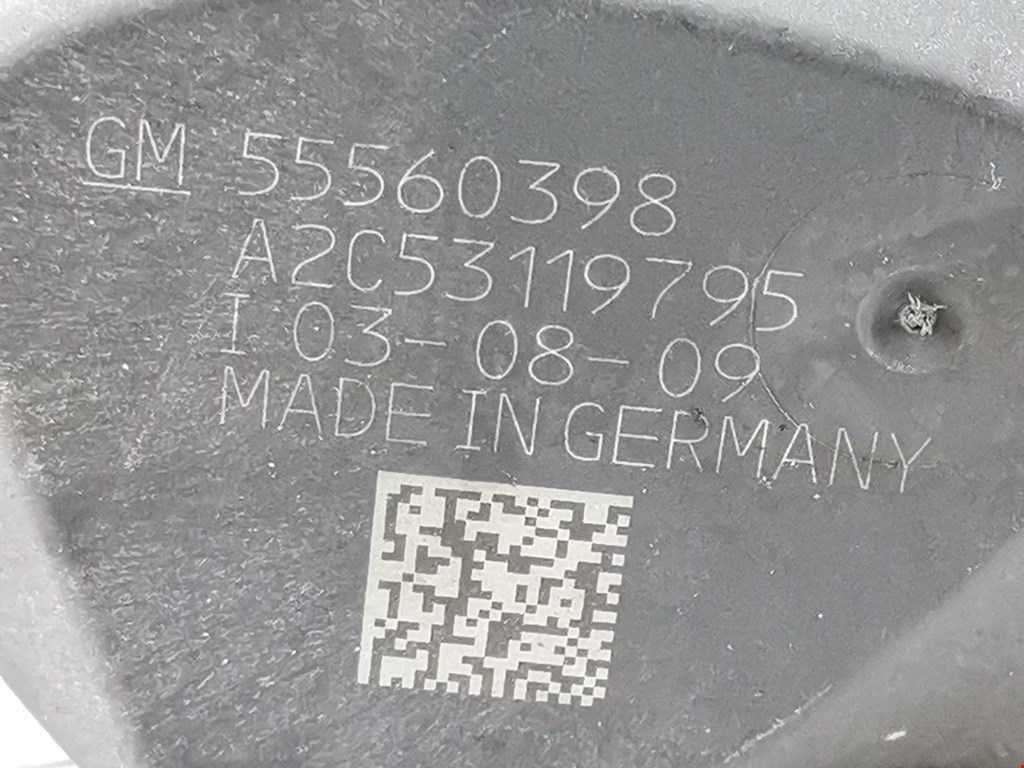 GM 55560398
A2C53119795
I 03-08-09
MADE IN GERMANY